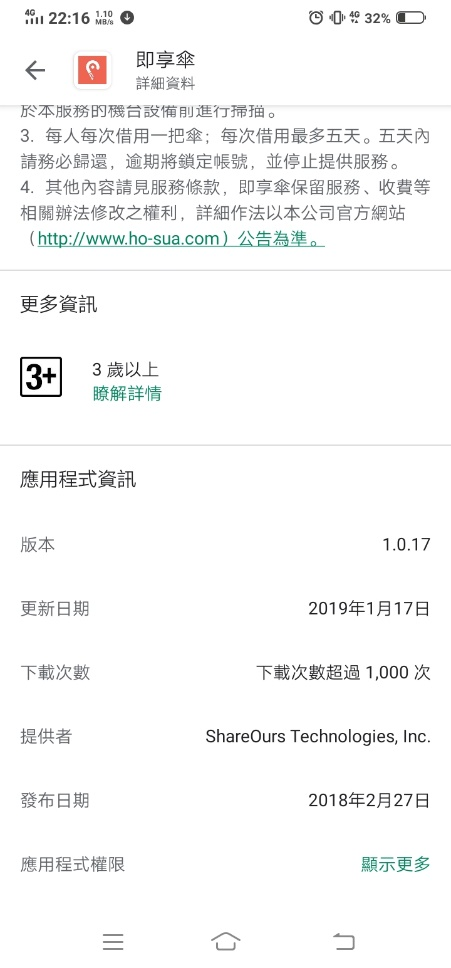 4G 22:16 1.10 MB/s 4G 32%
即享傘
詳細資料
於本服務的機台設備前進行掃描。
3. 每人每次借用一把傘；每次借用最多五天。五天內
請務必歸還，逾期將鎖定帳號，並停止提供服務。
4. 其他內容請見服務條款，即享傘保留服務、收費等
相關辦法修改之權利，詳細作法以本公司官方網站
（http://www.ho-sua.com）公告為準。
更多資訊
3+
3 歲以上
瞭解詳情
應用程式資訊
版本 1.0.17
更新日期 2019年1月17日
下載次數 下載次數超過 1,000 次
提供者 ShareOurs Technologies, Inc.
發布日期 2018年2月27日
應用程式權限 顯示更多